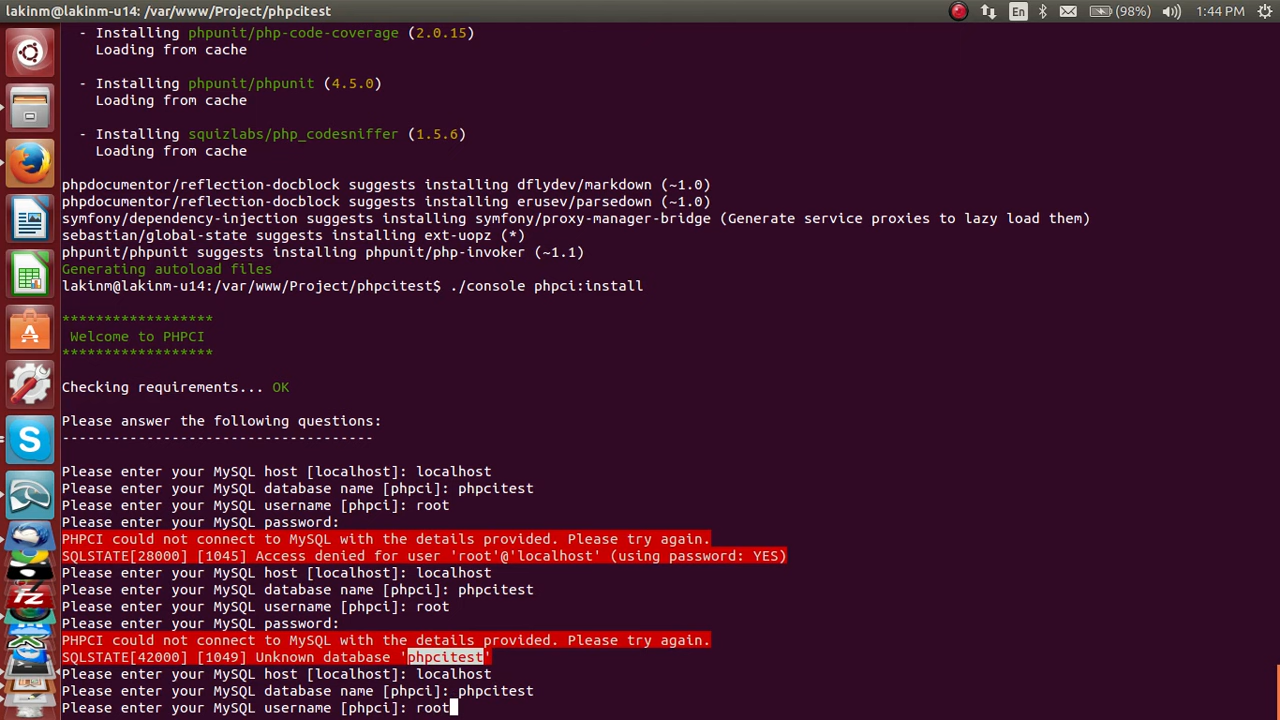 lakinm@lakinm-u14: /var/www/Project/phpcitest
En (98%) 1:44 PM
- Installing phpunit/php-code-coverage (2.0.15)
Loading from cache
- Installing phpunit/phpunit (4.5.0)
Loading from cache
- Installing squizlabs/php_codesniffer (1.5.6)
Loading from cache
phpdocumentor/reflection-docblock suggests installing dflydev/markdown (~1.0)
phpdocumentor/reflection-docblock suggests installing erusev/parsedown (~1.0)
symfony/dependency-injection suggests installing symfony/proxy-manager-bridge (Generate service proxies to lazy load them)
sebastian/global-state suggests installing ext-uopz (*)
phpunit/phpunit suggests installing phpunit/php-invoker (~1.1)
Generating autoload files
lakinm@lakinm-u14:/var/www/Project/phpcitest$ ./console phpci:install
******************
Welcome to PHPCI
******************
Checking requirements... OK
Please answer the following questions:
-------------------------------------
Please enter your MySQL host [localhost]: localhost
Please enter your MySQL database name [phpci]: phpcitest
Please enter your MySQL username [phpci]: root
Please enter your MySQL password:
PHPCI could not connect to MySQL with the details provided. Please try again.
SQLSTATE[28000] [1045] Access denied for user 'root'@'localhost' (using password: YES)
Please enter your MySQL host [localhost]: localhost
Please enter your MySQL database name [phpci]: phpcitest
Please enter your MySQL username [phpci]: root
Please enter your MySQL password:
PHPCI could not connect to MySQL with the details provided. Please try again.
SQLSTATE[42000] [1049] Unknown database 'phpcitest'
Please enter your MySQL host [localhost]: localhost
Please enter your MySQL database name [phpci]: phpcitest
Please enter your MySQL username [phpci]: root